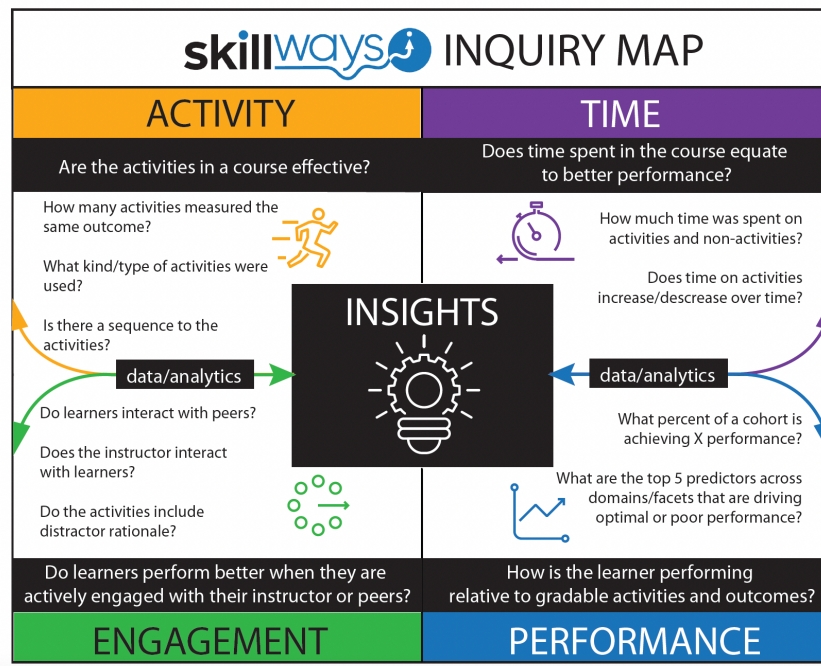 skillways INQUIRY MAP
ACTIVITY
Are the activities in a course effective?
How many activities measured the
same outcome?
What kind/type of activities were
used?
Is there a sequence to the
activities?
data/analytics
Do learners interact with peers?
Does the instructor interact
with learners?
Do the activities include
distractor rationale?
Do learners perform better when they are
actively engaged with their instructor or peers?
ENGAGEMENT
INSIGHTS
TIME
Does time spent in the course equate
to better performance?
How much time was spent on
activities and non-activities?
Does time on activities
increase/descrease over time?
data/analytics
What percent of a cohort is
achieving X performance?
What are the top 5 predictors across
domains/facets that are driving
optimal or poor performance?
How is the learner performing
relative to gradable activities and outcomes?
PERFORMANCE